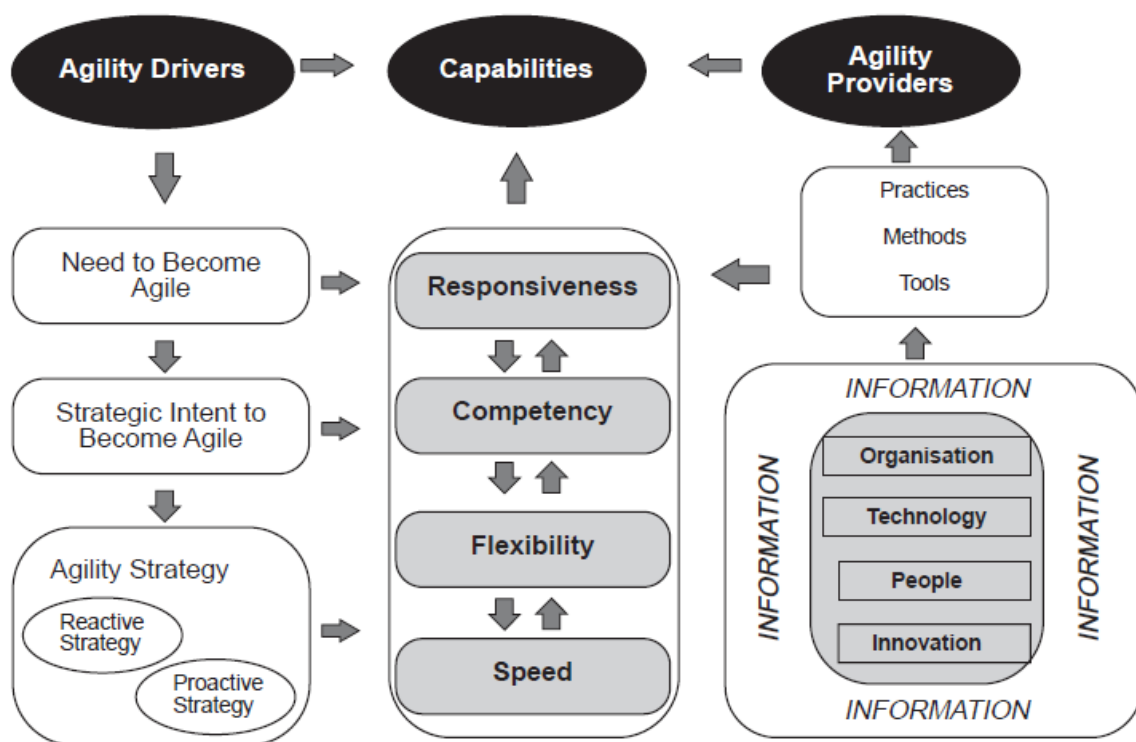 Agility Drivers
Capabilities
Agility
Providers
Need to Become
Agile
Strategic Intent to
Become Agile
Agility Strategy
Reactive
Strategy
Proactive
Strategy
Responsiveness
Competency
Flexibility
Speed
Practices
Methods
Tools
INFORMATION
INFORMATION
Organisation
Technology
People
Innovation
INFORMATION
INFORMATION